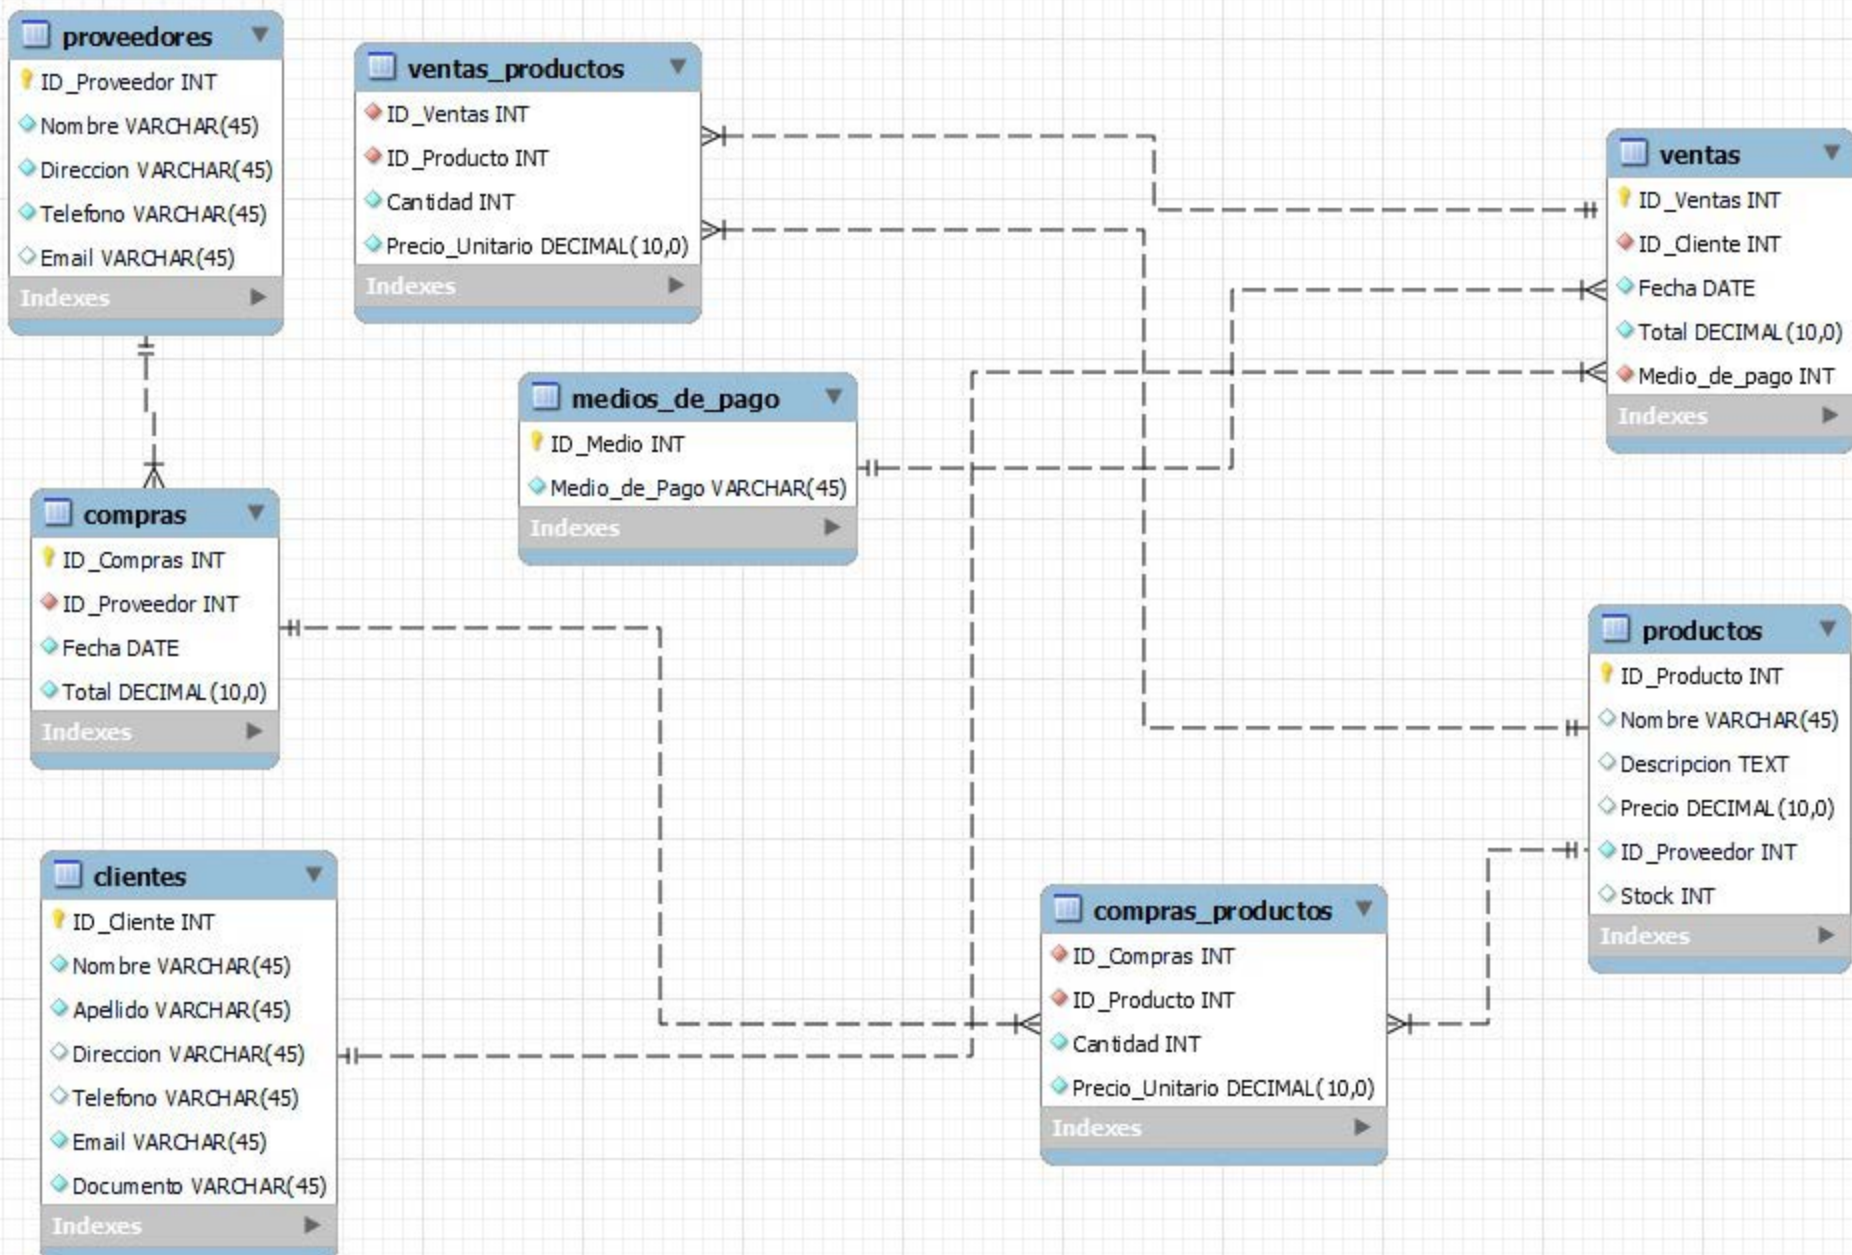 proveedores
ID_Proveedor INT
Nombre VARCHAR(45)
Direccion VARCHAR(45)
Telefono VARCHAR(45)
Email VARCHAR(45)
Indexes
ventas_productos
ID_Ventas INT
ID_Producto INT
Cantidad INT
Precio_Unitario DECIMAL(10,0)
Indexes
ventas
ID_Ventas INT
ID_Cliente INT
Fecha DATE
Total DECIMAL(10,0)
Medio_de_pago INT
Indexes
medios_de_pago
ID_Medio INT
Medio_de_Pago VARCHAR(45)
Indexes
compras
ID_Compras INT
ID_Proveedor INT
Fecha DATE
Total DECIMAL(10,0)
Indexes
productos
ID_Producto INT
Nombre VARCHAR(45)
Descripcion TEXT
Precio DECIMAL(10,0)
ID_Proveedor INT
Stock INT
Indexes
clientes
ID_Cliente INT
Nombre VARCHAR(45)
Apellido VARCHAR(45)
Direccion VARCHAR(45)
Telefono VARCHAR(45)
Email VARCHAR(45)
Documento VARCHAR(45)
Indexes
compras_productos
ID_Compras INT
ID_Producto INT
Cantidad INT
Precio_Unitario DECIMAL(10,0)
Indexes